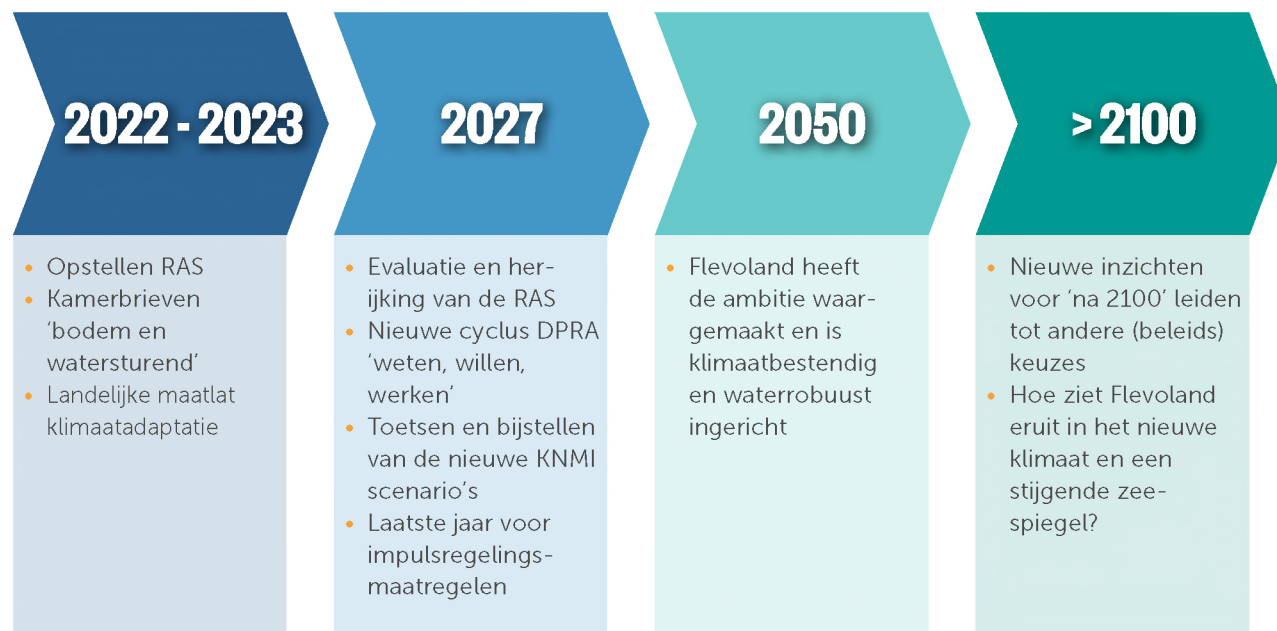 2022 - 2023
• Opstellen RAS
• Kamerbrieven
‘bodem en
watersturend’
• Landelijke maatlat
klimaatadaptatie
2027
• Evaluatie en her-
ijking van de RAS
• Nieuwe cyclus DPRA
‘weten, willen,
werken’
• Toetsen en bijstellen
van de nieuwe KNMI
scenario’s
• Laatste jaar voor
impulsregelings-
maatregelen
2050
• Flevoland heeft
de ambitie waar-
gemaakt en is
klimaatbestendig
en waterrobuust
ingericht
> 2100
• Nieuwe inzichten
voor ‘na 2100’ leiden
tot andere (beleids)
keuzes
• Hoe ziet Flevoland
eruit in het nieuwe
klimaat en een
stijgende zee-
spiegel?